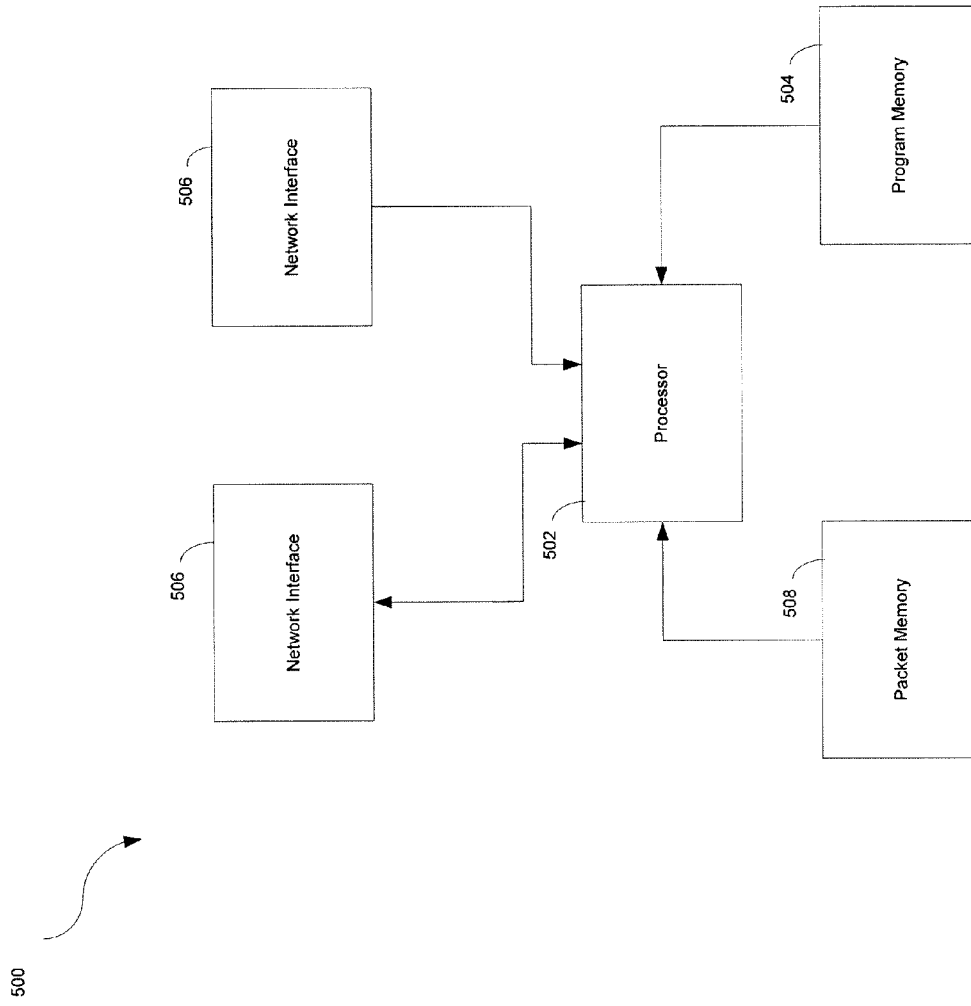 500
506
Network Interface
506
Network Interface
502
Processor
508
Packet Memory
504
Program Memory